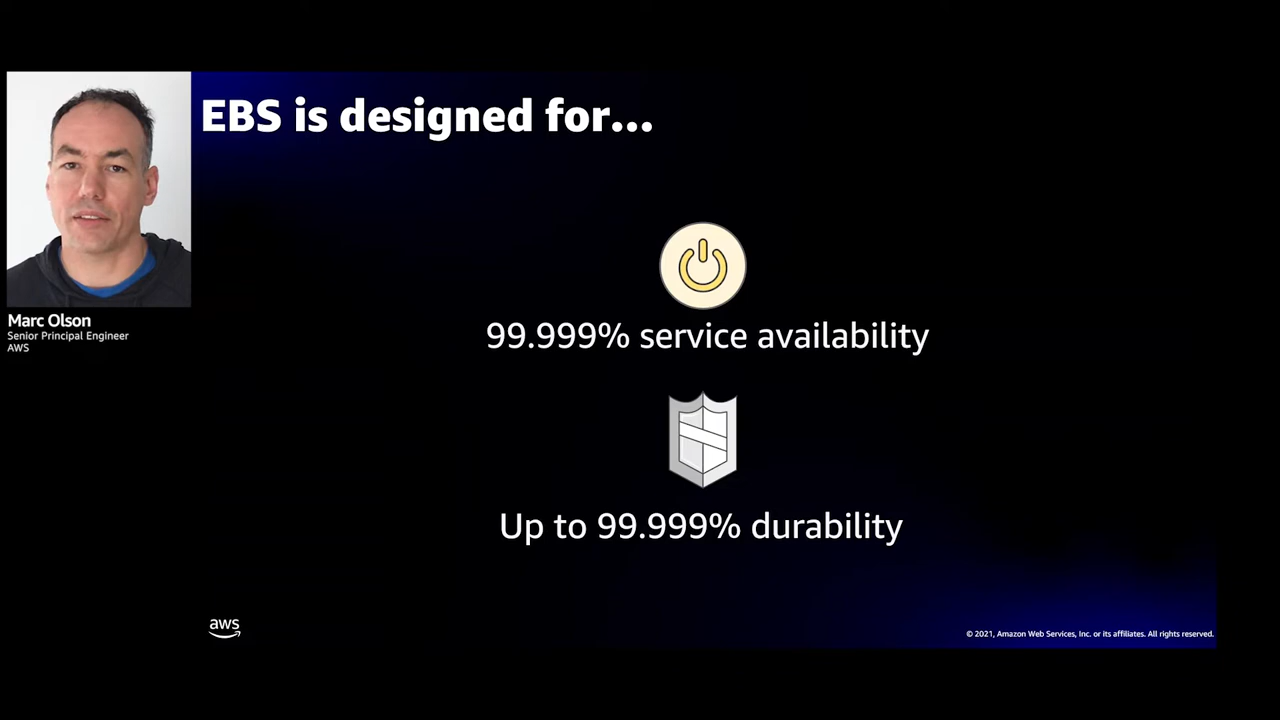 EBS is designed for...
Marc Olson
Senior Principal Engineer
AWS
99.999% service availability
Up to 99.999% durability
aws
© 2021, Amazon Web Services, Inc. or its affiliates. All rights reserved.